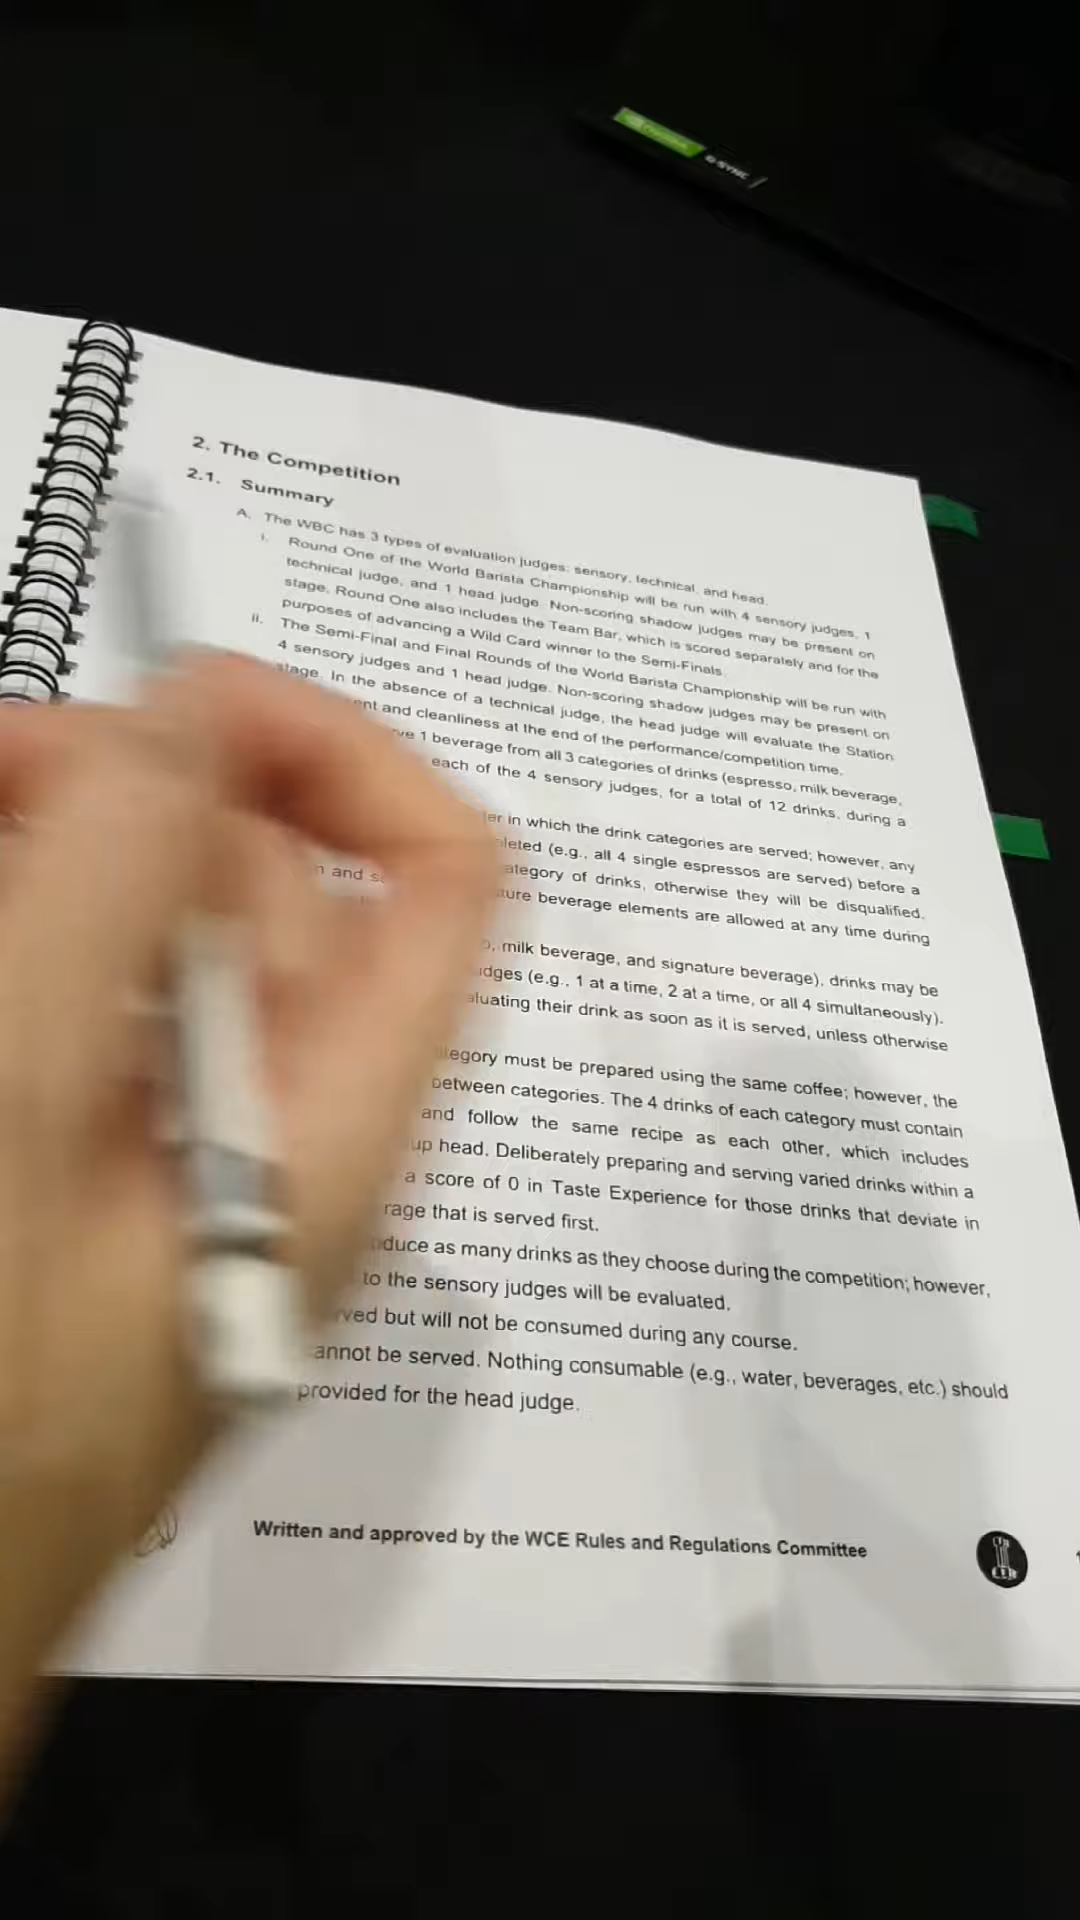 G-SYNC
2. The Competition
2.1. Summary
A. The WBC has 3 types of evaluation judges: sensory, technical, and head.
i. Round One of the World Barista Championship will be run with 4 sensory judges, 1
technical judge, and 1 head judge. Non-scoring shadow judges may be present on
stage. Round One also includes the Team Bar, which is scored separately and for the
purposes of advancing a Wild Card winner to the Semi-Finals.
ii. The Semi-Final and Final Rounds of the World Barista Championship will be run with
4 sensory judges and 1 head judge. Non-scoring shadow judges may be present on
stage. In the absence of a technical judge, the head judge will evaluate the Station
and cleanliness at the end of the performance/competition time.
1 beverage from all 3 categories of drinks (espresso, milk beverage,
each of the 4 sensory judges, for a total of 12 drinks, during a
in which the drink categories are served; however, any
(e.g., all 4 single espressos are served) before a
and
category of drinks, otherwise they will be disqualified.
beverage elements are allowed at any time during
milk beverage, and signature beverage), drinks may be
(e.g., 1 at a time, 2 at a time, or all 4 simultaneously).
their drink as soon as it is served, unless otherwise
category must be prepared using the same coffee; however, the
between categories. The 4 drinks of each category must contain
and follow the same recipe as each other, which includes
head. Deliberately preparing and serving varied drinks within a
a score of 0 in Taste Experience for those drinks that deviate in
that is served first.
as many drinks as they choose during the competition; however,
to the sensory judges will be evaluated.
but will not be consumed during any course.
cannot be served. Nothing consumable (e.g., water, beverages, etc.) should
provided for the head judge.
Written and approved by the WCE Rules and Regulations Committee